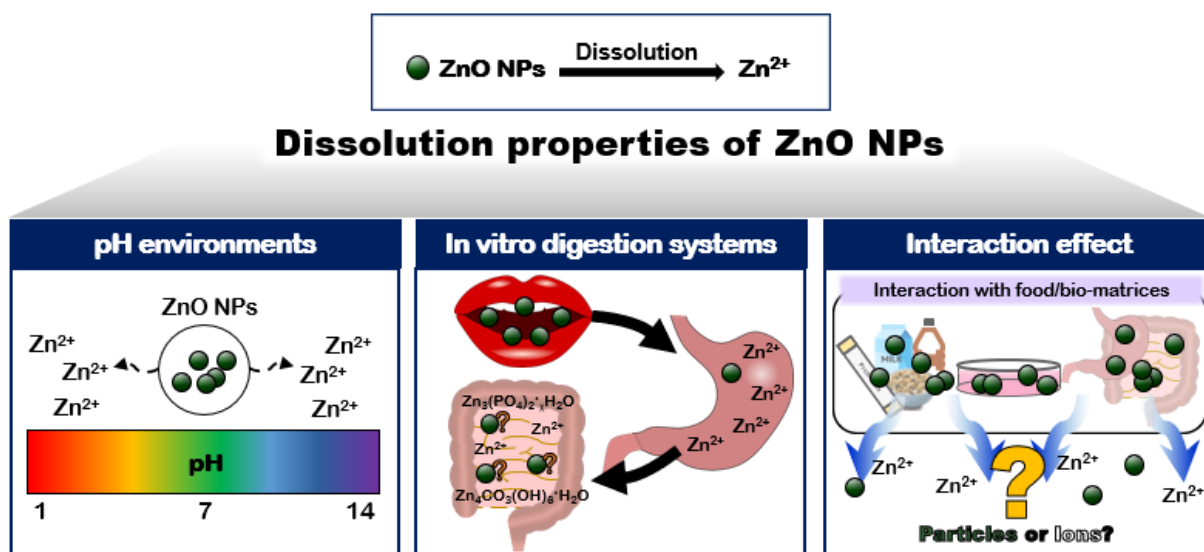 ZnO NPs Dissolution Zn²⁺
Dissolution properties of ZnO NPs
pH environments
ZnO NPs
Zn²⁺
Zn²⁺
Zn²⁺
Zn²⁺
Zn²⁺
Zn²⁺
pH
1 7 14
In vitro digestion systems
Zn²⁺
Zn²⁺
Zn²⁺
Zn²⁺
Zn₃(PO₄)₂·ₓH₂O
? Zn²⁺
Zn²⁺
? ?
Zn₄CO₃(OH)₆·H₂O
Interaction effect
Interaction with food/bio-matrices
MILK
Zn²⁺
Zn²⁺
?
Zn²⁺
Zn²⁺
Particles or Ions?